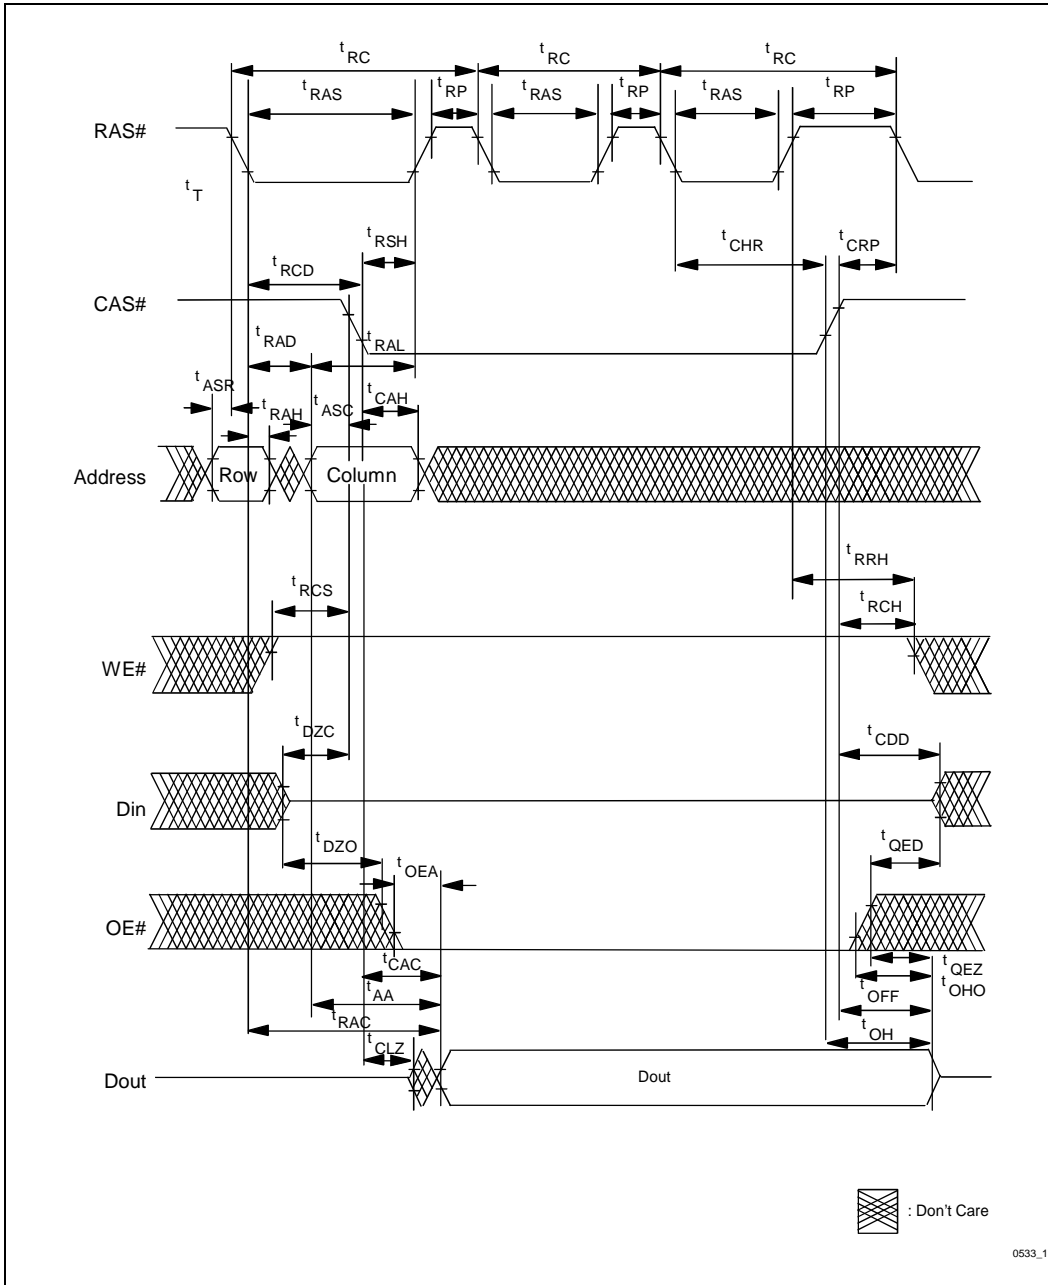 tRC tRC tRC
tRAS tRP tRAS tRP tRAS tRP
RAS#
tT
tRSH tCHR tCRP
tRCD
CAS#
tRAD tRAL
tASR tRAH tASC tCAH
Address Row Column
tRRH
tRCS tRCH
WE#
tDZC tCDD
Din
tDZO tOEA tQED
OE#
tCAC tQEZ
tAA tOFF tOHO
tRAC tOH
tCLZ
Dout Dout
: Don't Care
0533_1